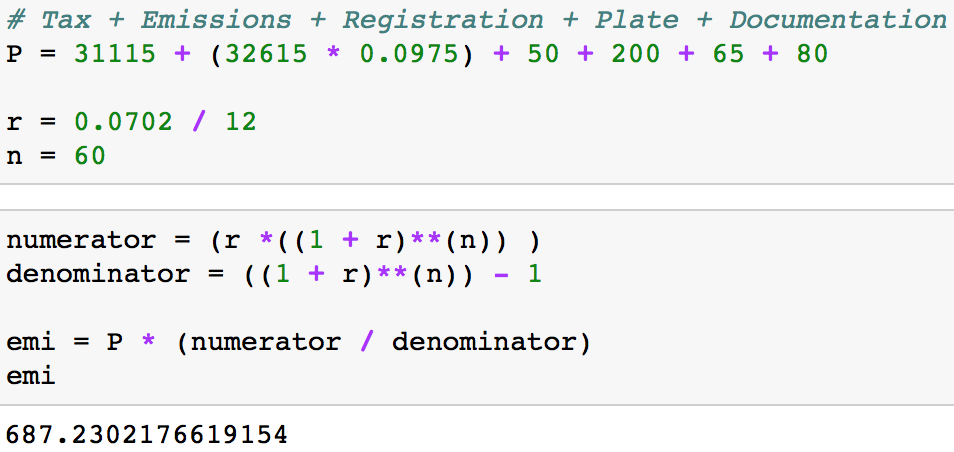 # Tax + Emissions + Registration + Plate + Documentation
P = 31115 + (32615 * 0.0975) + 50 + 200 + 65 + 80
r = 0.0702 / 12
n = 60
numerator = (r *((1 + r)**(n)) )
denominator = ((1 + r)**(n)) - 1
emi = P * (numerator / denominator)
emi
687.2302176619154